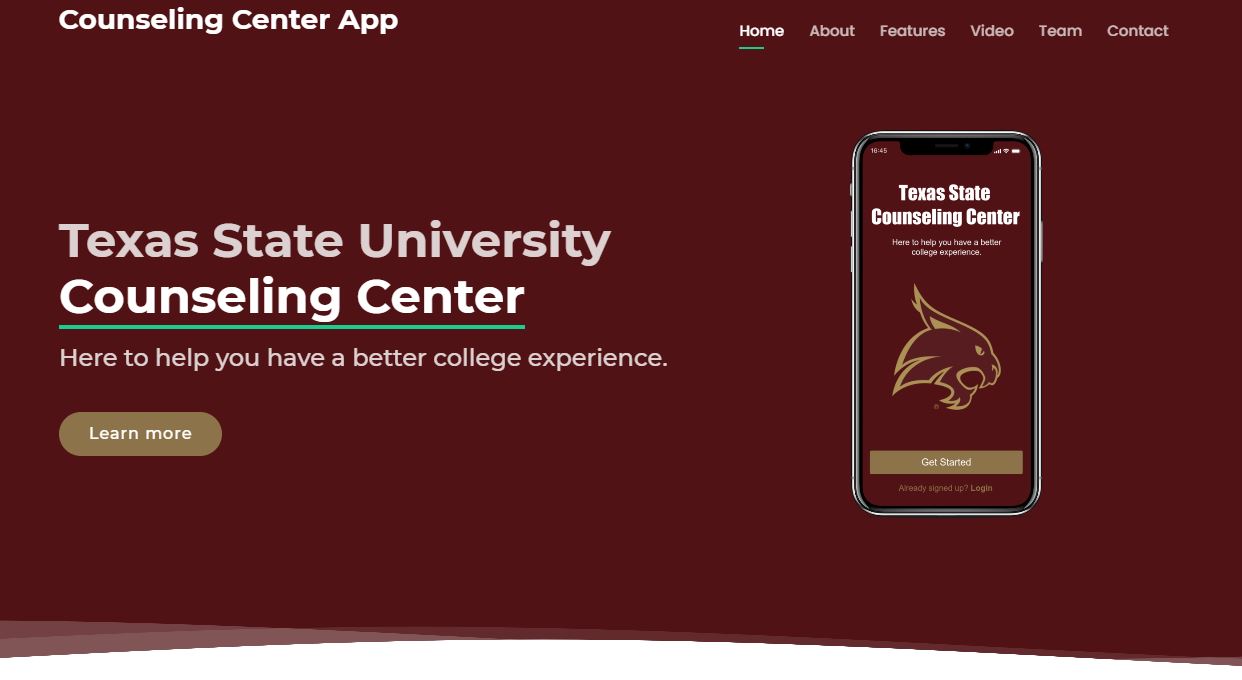 Counseling Center App
Home About Features Video Team Contact
Texas State University
Counseling Center
Here to help you have a better college experience.
Learn more
16:45
Texas State
Counseling Center
Here to help you have a better
college experience.
®
Get Started
Already signed up? Login